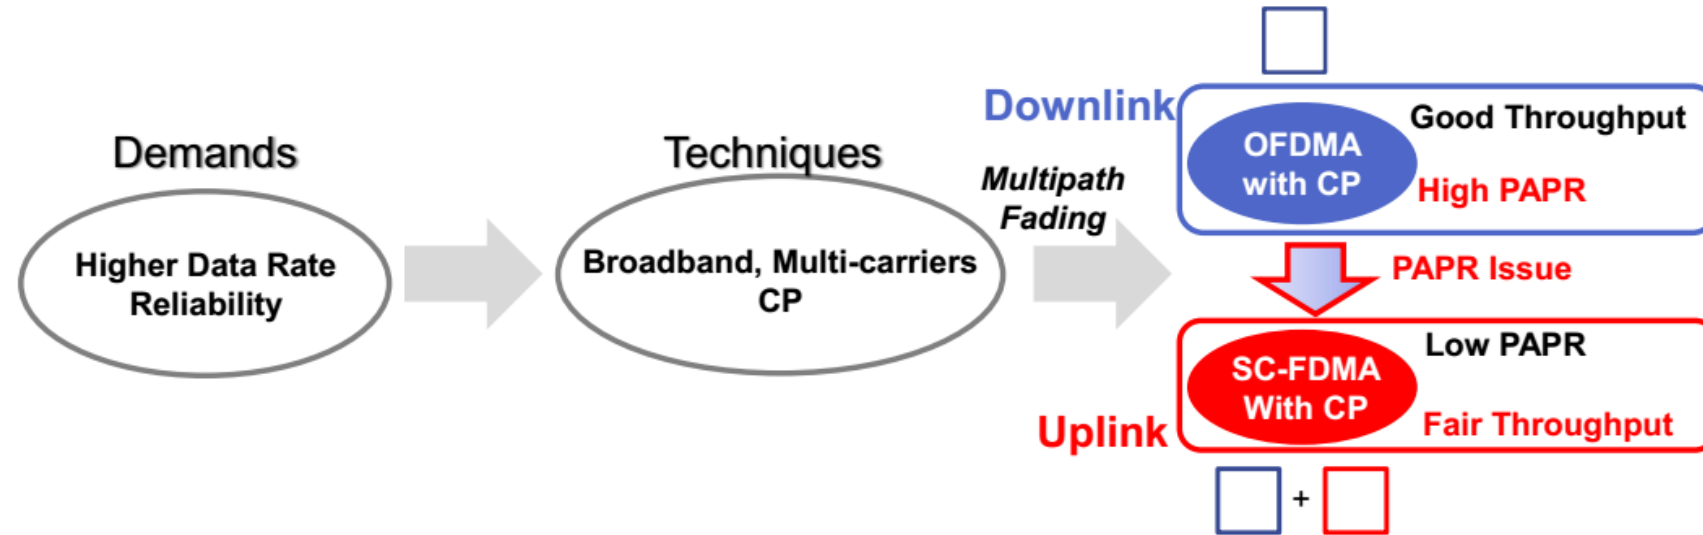 Demands
Higher Data Rate
Reliability
Techniques
Broadband, Multi-carriers
CP
Multipath
Fading
Downlink
OFDMA
with CP
Good Throughput
High PAPR
PAPR Issue
Uplink
SC-FDMA
With CP
Low PAPR
Fair Throughput
+